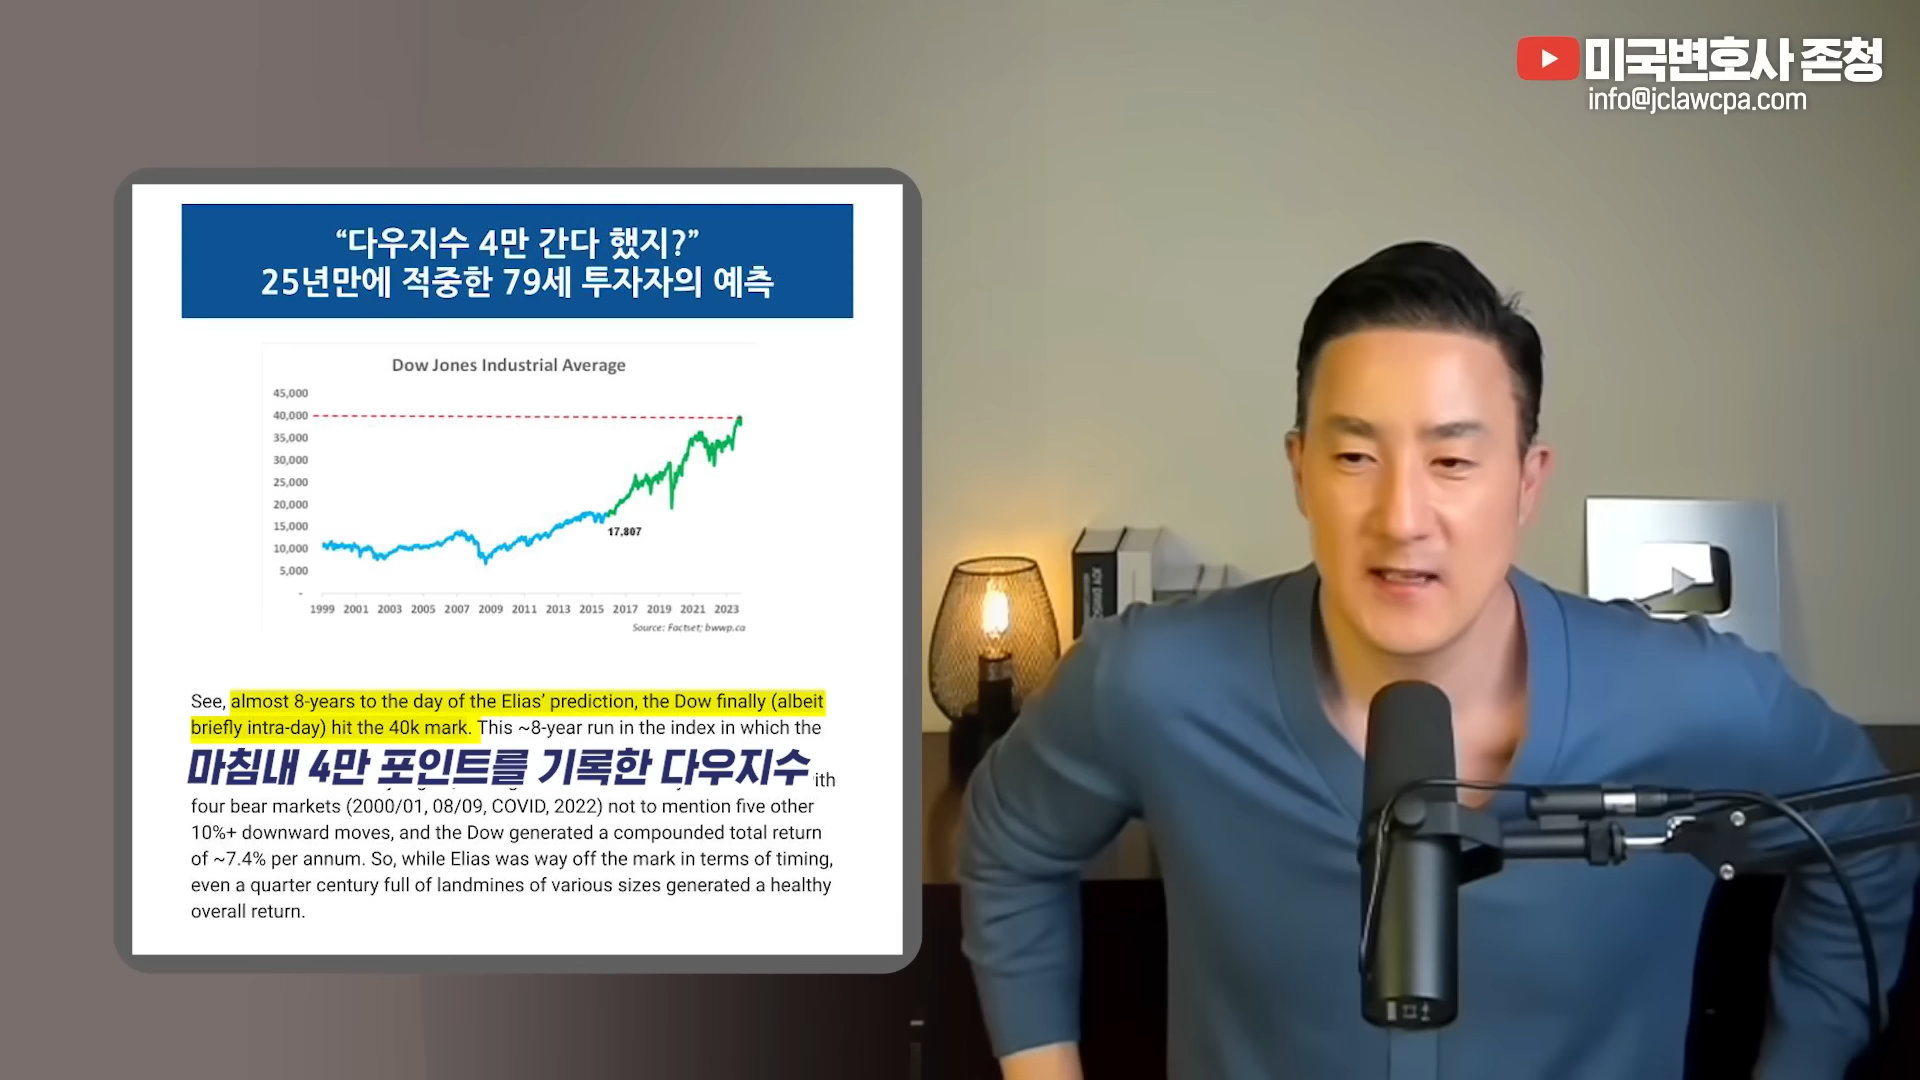 미국변호사 존청
info@jclawcpa.com
“다우지수 4만 간다 했지?”
25년만에 적중한 79세 투자자의 예측
Dow Jones Industrial Average
45,000
40,000
35,000
30,000
25,000
20,000
15,000
10,000
5,000
-
17,807
1999 2001 2003 2005 2007 2009 2011 2013 2015 2017 2019 2021 2023
Source: Factset; bwwp.ca
See, almost 8-years to the day of the Elias’ prediction, the Dow finally (albeit
briefly intra-day) hit the 40k mark. This ~8-year run in the index in which the
마침내 4만 포인트를 기록한 다우지수
ith
four bear markets (2000/01, 08/09, COVID, 2022) not to mention five other
10%+ downward moves, and the Dow generated a compounded total return
of ~7.4% per annum. So, while Elias was way off the mark in terms of timing,
even a quarter century full of landmines of various sizes generated a healthy
overall return.